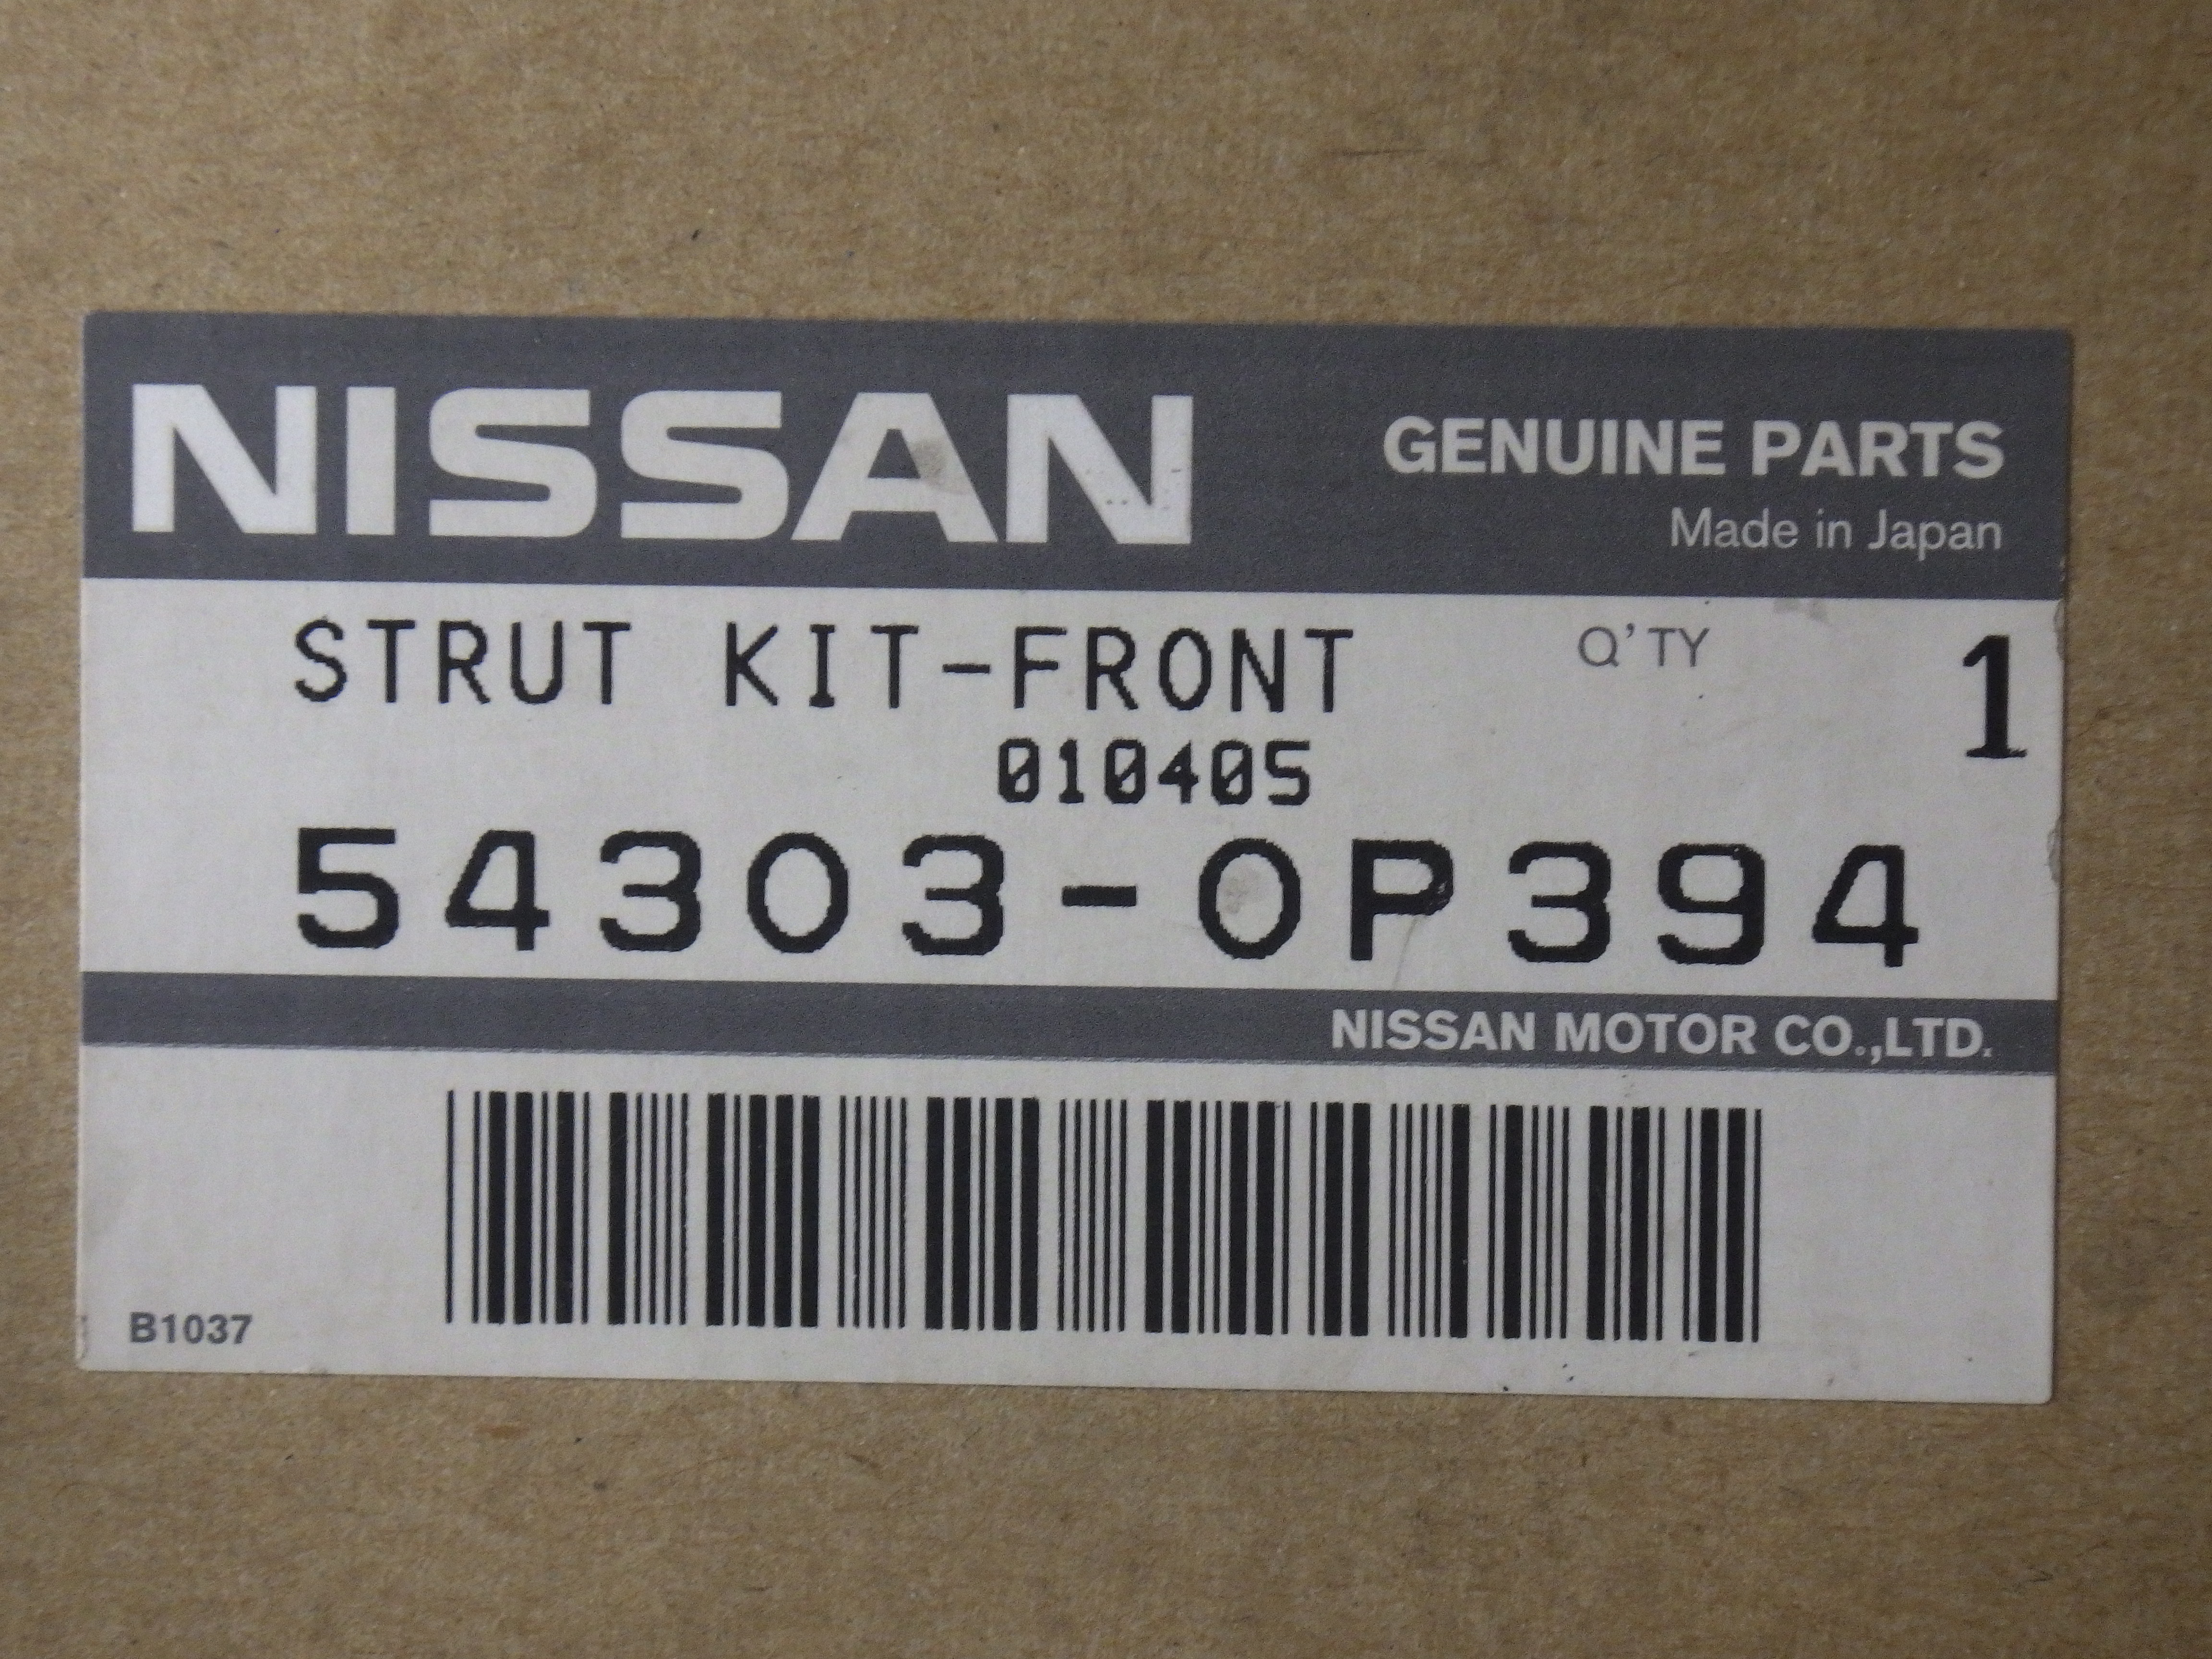 NISSAN
GENUINE PARTS
Made in Japan
STRUT KIT-FRONT
Q'TY 1
010405
54303-0P394
NISSAN MOTOR CO.,LTD.
B1037